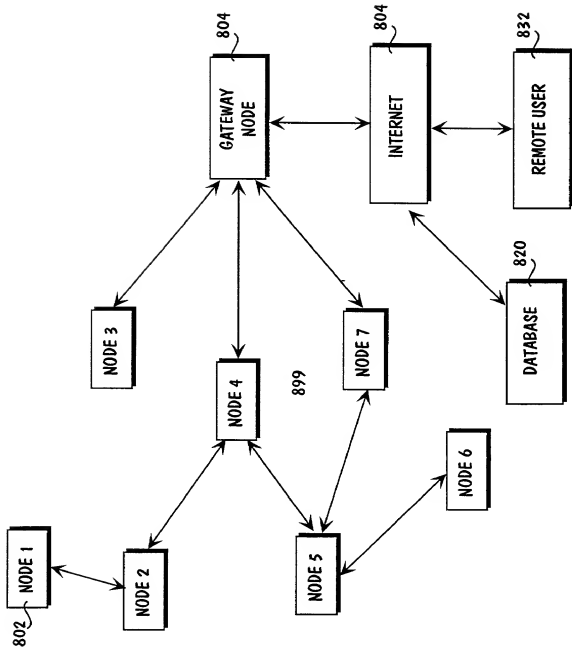 NODE 1
802
NODE 2
NODE 3
NODE 4
NODE 5
NODE 6
NODE 7
899
GATEWAY
NODE
804
INTERNET
804
DATABASE
820
REMOTE USER
832